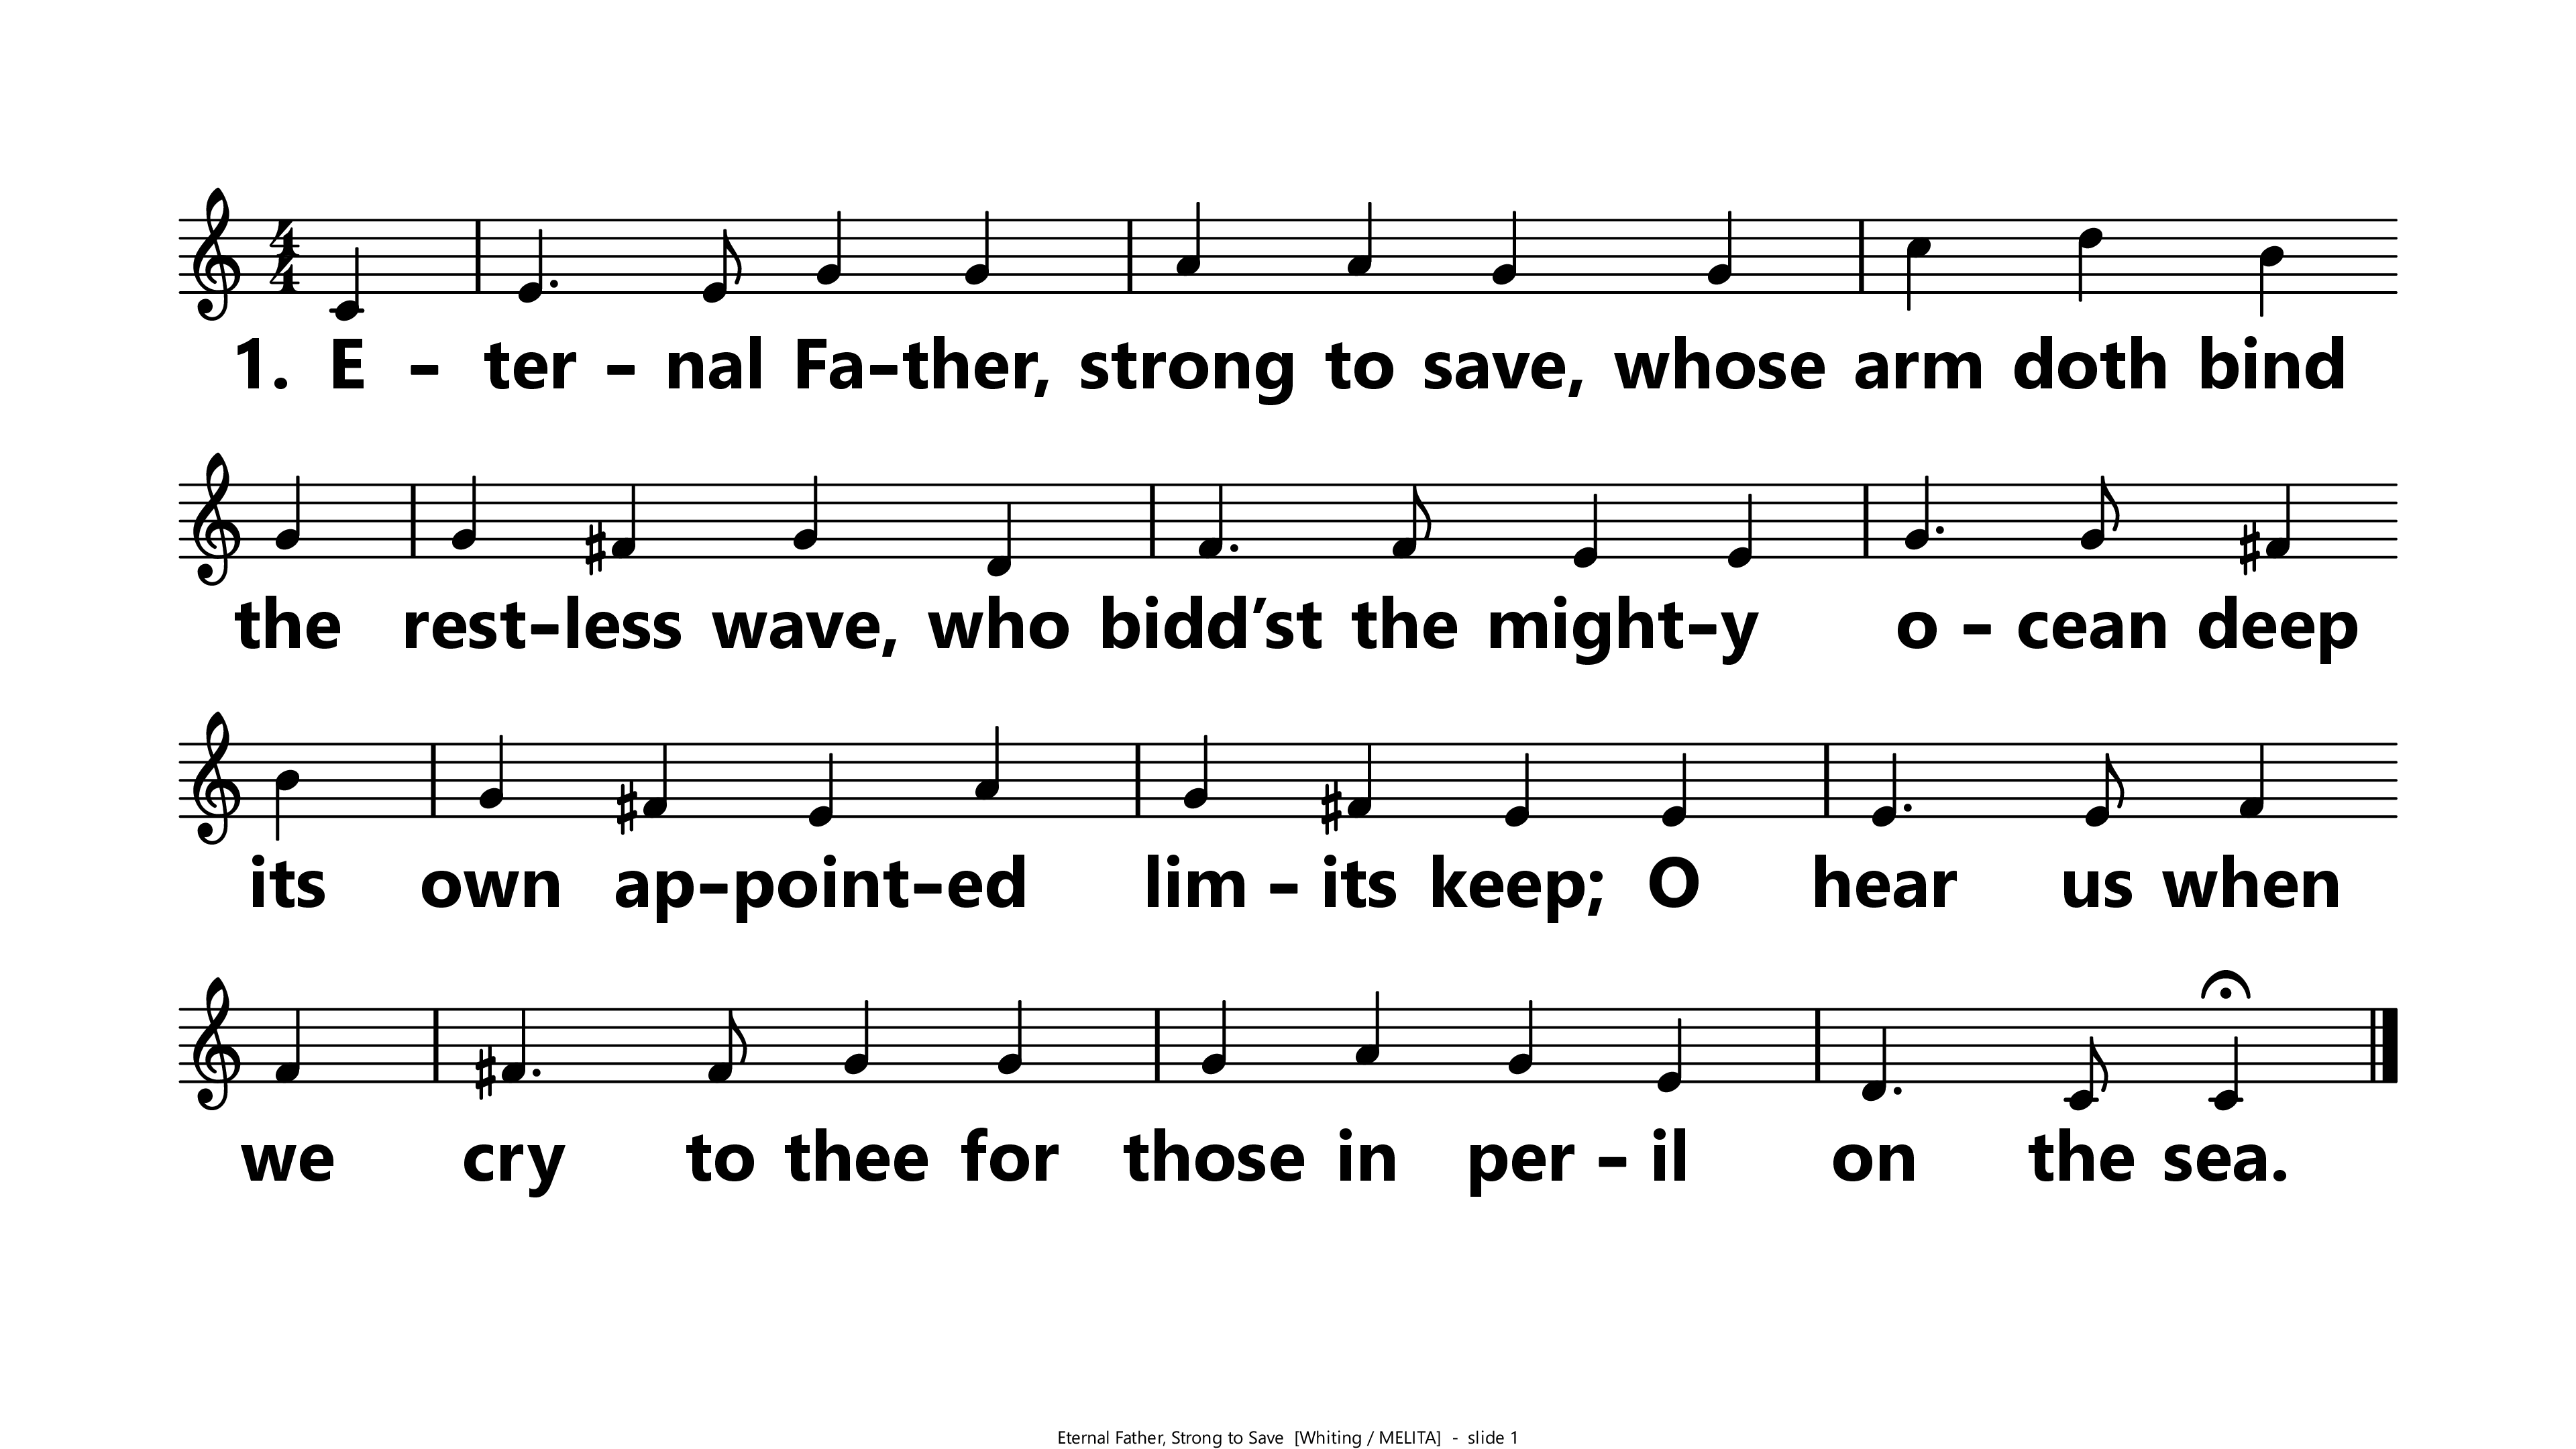 1. E - ter - nal Fa-ther, strong to save, whose arm doth bind
the rest-less wave, who bidd’st the might-y o - cean deep
its own ap-point-ed lim - its keep; O hear us when
we cry to thee for those in per - il on the sea.
Eternal Father, Strong to Save [Whiting / MELITA] - slide 1